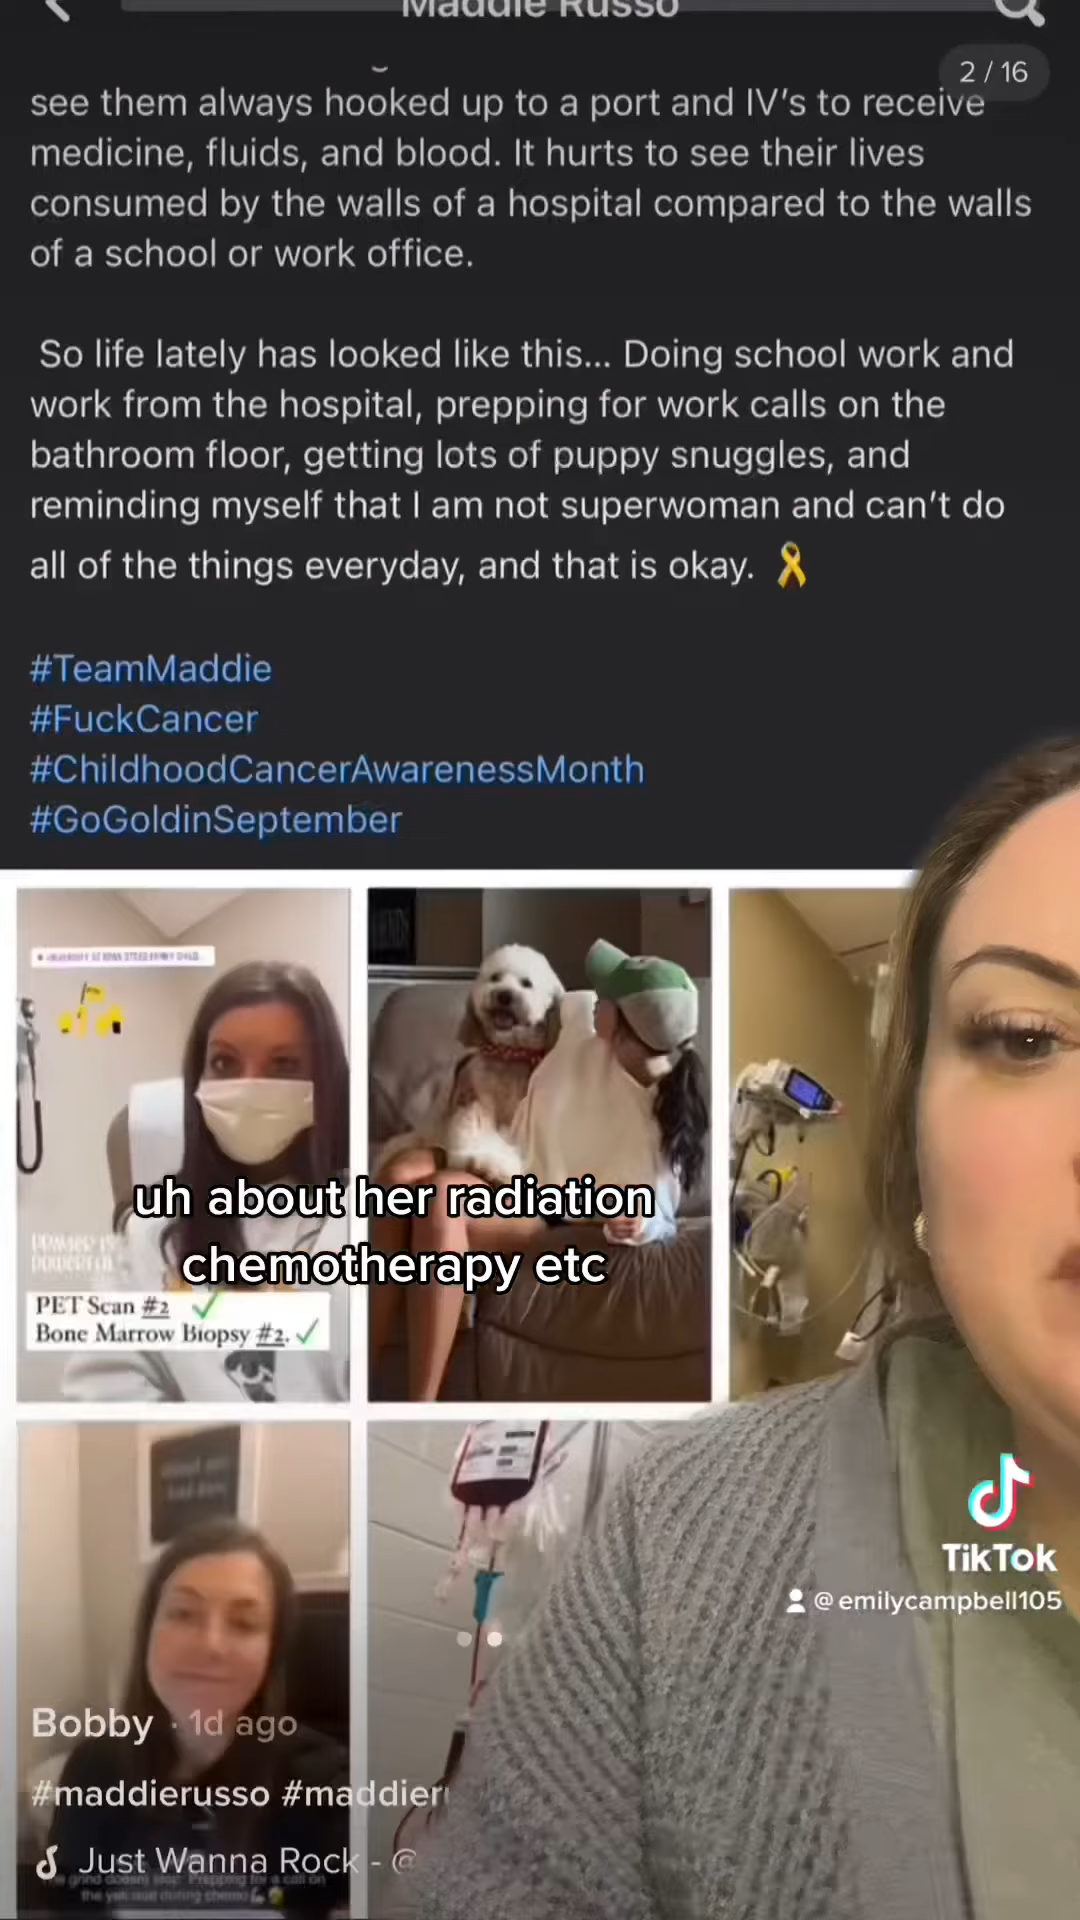 Maddie Russo
2 / 16
see them always hooked up to a port and IV's to receive
medicine, fluids, and blood. It hurts to see their lives
consumed by the walls of a hospital compared to the walls
of a school or work office.
So life lately has looked like this... Doing school work and
work from the hospital, prepping for work calls on the
bathroom floor, getting lots of puppy snuggles, and
reminding myself that I am not superwoman and can't do
all of the things everyday, and that is okay.
#TeamMaddie
#FuckCancer
#ChildhoodCancerAwarenessMonth
#GoGoldinSeptember
uh about her radiation
chemotherapy etc
PET Scan #2
Bone Marrow Biopsy #2.
TikTok
@emilycampbell105
Bobby · 1d ago
#maddierusso #maddier
Just Wanna Rock - @